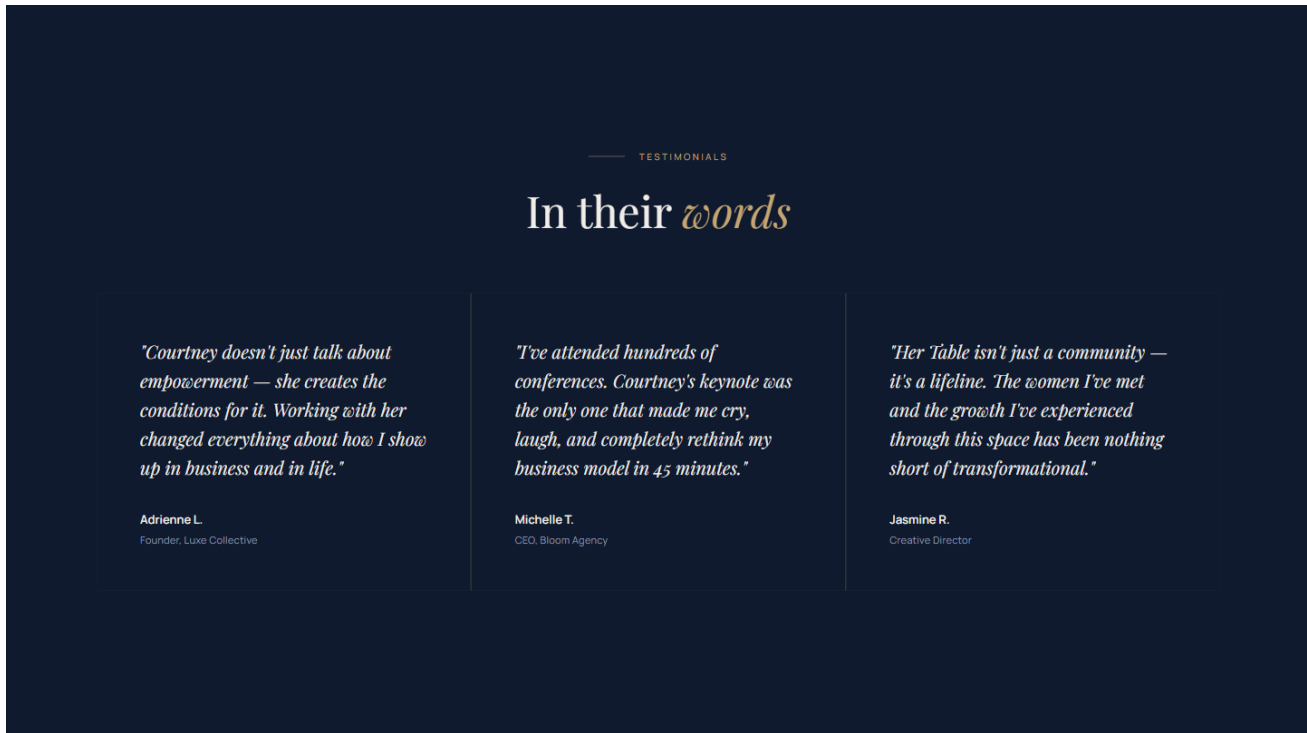 TESTIMONIALS
In their words
"Courtney doesn't just talk about
empowerment — she creates the
conditions for it. Working with her
changed everything about how I show
up in business and in life."
Adrienne L.
Founder, Luxe Collective
"I've attended hundreds of
conferences. Courtney's keynote was
the only one that made me cry,
laugh, and completely rethink my
business model in 45 minutes."
Michelle T.
CEO, Bloom Agency
"Her Table isn't just a community —
it's a lifeline. The women I've met
and the growth I've experienced
through this space has been nothing
short of transformational."
Jasmine R.
Creative Director